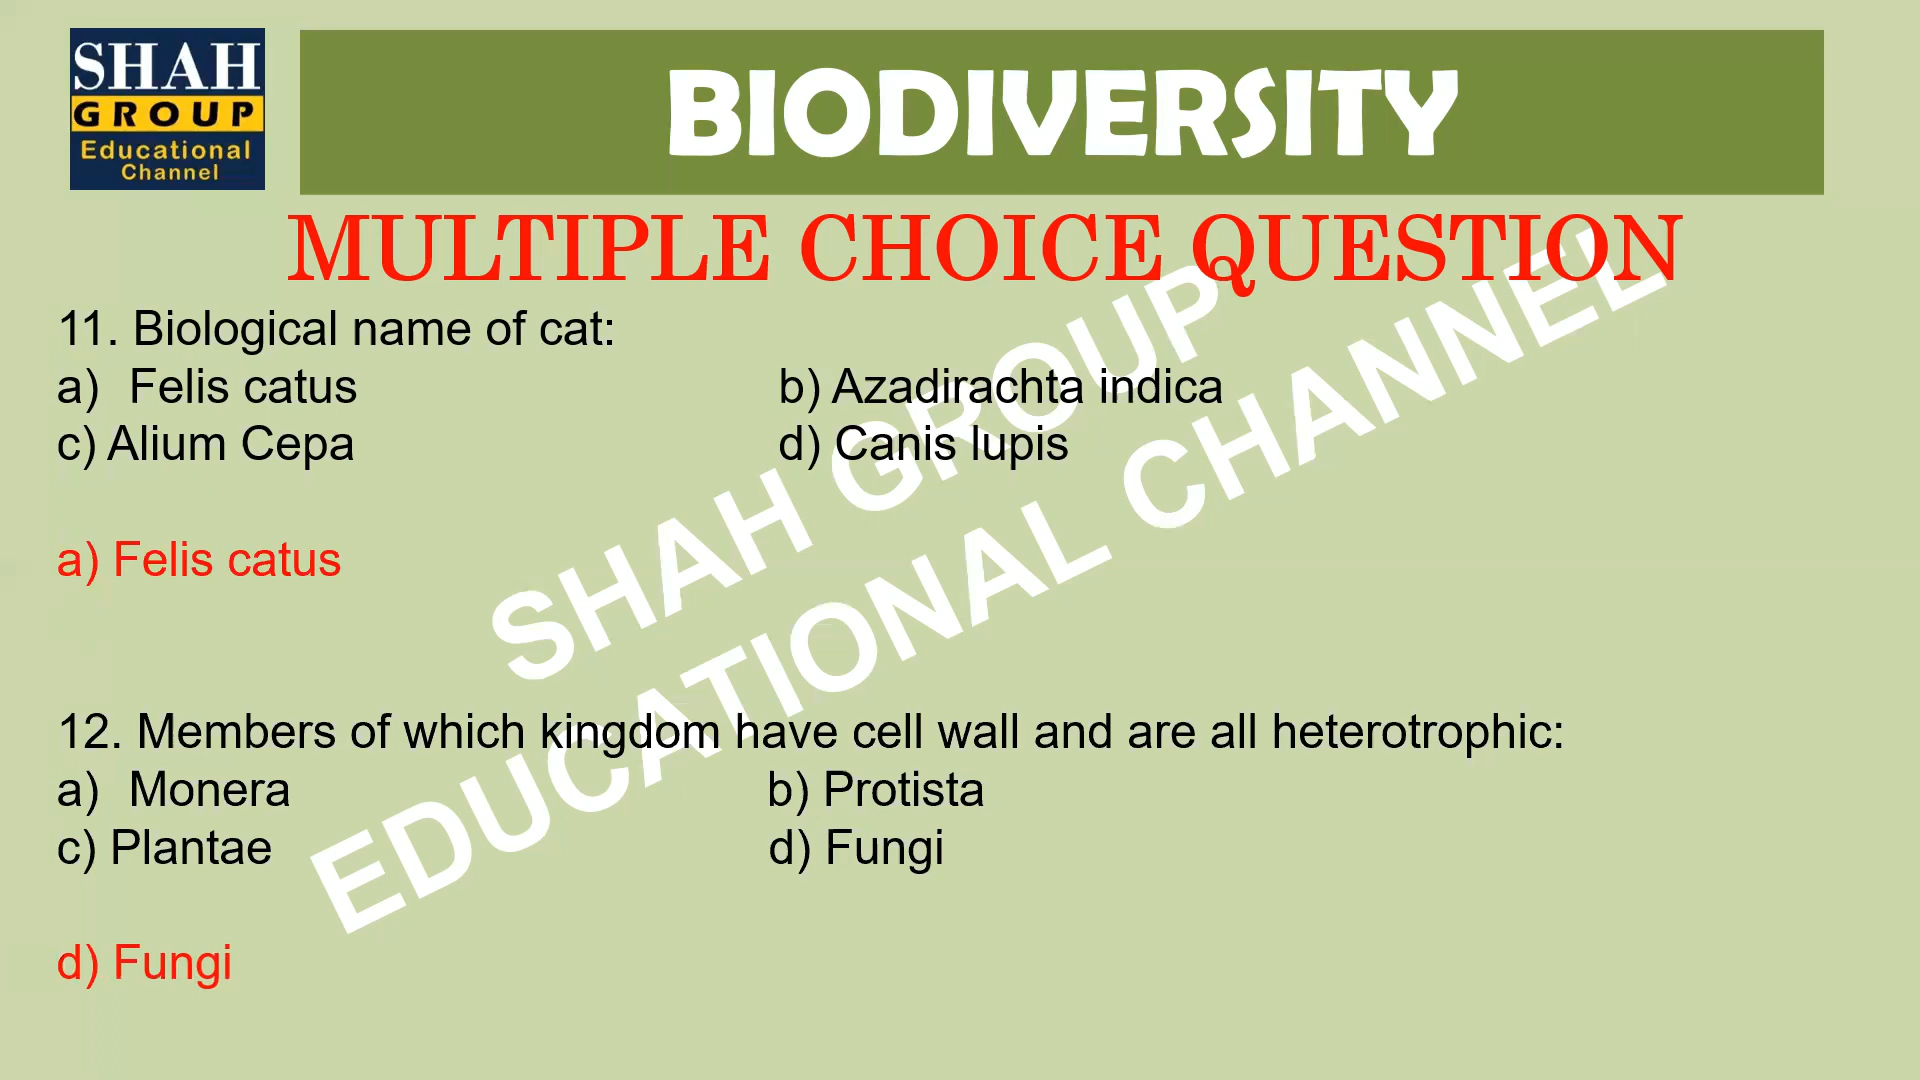 SHAH
GROUP
Educational
Channel
BIODIVERSITY
MULTIPLE CHOICE QUESTION
11. Biological name of cat:
a) Felis catus b) Azadirachta indica
c) Alium Cepa d) Canis lupis
a) Felis catus
12. Members of which kingdom have cell wall and are all heterotrophic:
a) Monera b) Protista
c) Plantae d) Fungi
d) Fungi
SHAH GROUP
EDUCATIONAL CHANNEL